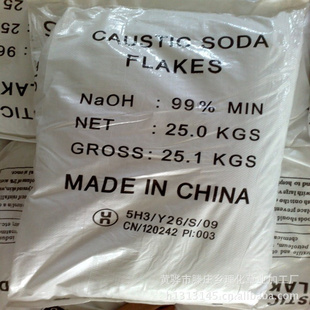 CAUSTIC SODA
FLAKES
NaOH : 99% MIN
NET : 25.0 KGS
GROSS: 25.1 KGS
MADE IN CHINA
5H3/Y26/S/09
CN/120242 PI:003